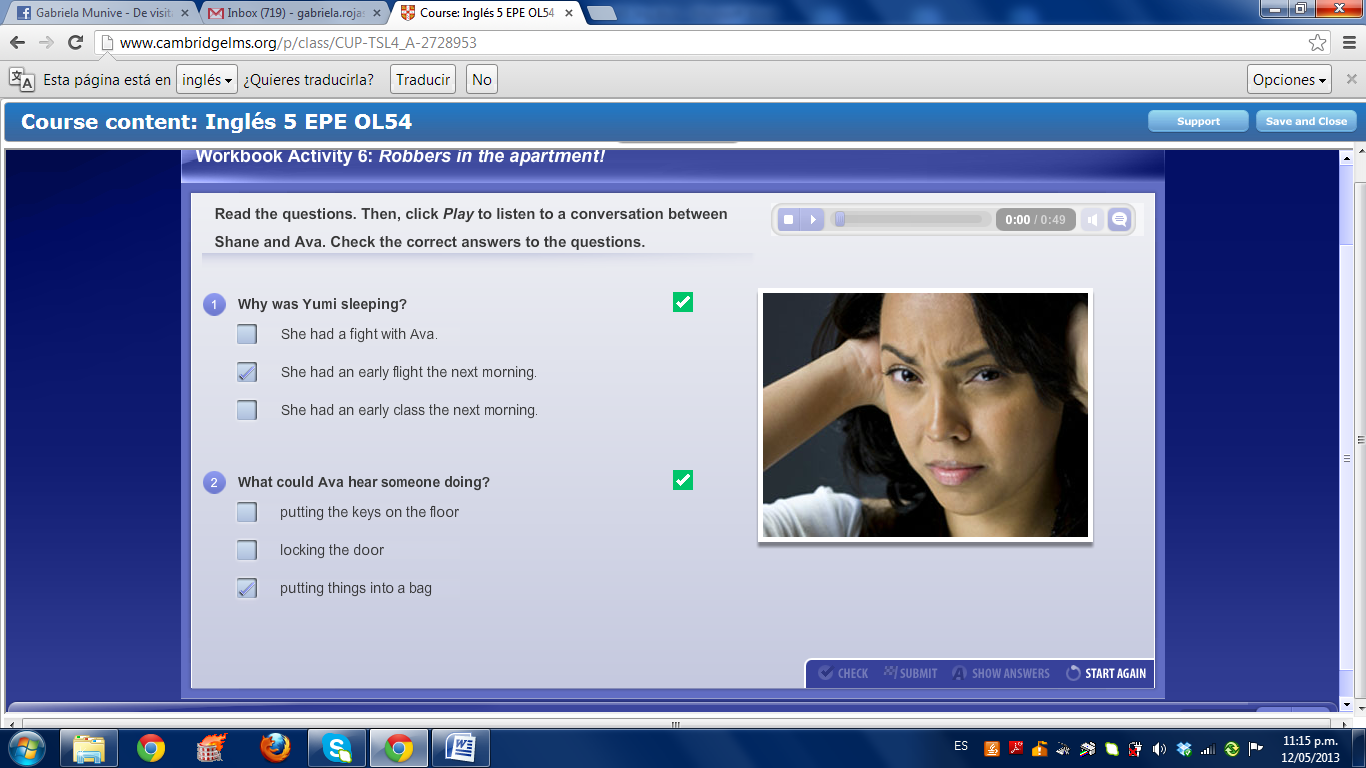 Gabriela Munive - De visita
Inbox (719) - gabriela.rojas
Course: Inglés 5 EPE OL54
www.cambridgelms.org/p/class/CUP-TSL4_A-2728953
Esta página está en inglés ¿Quieres traducirla? Traducir No Opciones
Course content: Inglés 5 EPE OL54
Support
Save and Close
Workbook Activity 6: Robbers in the apartment!
Read the questions. Then, click Play to listen to a conversation between
Shane and Ava. Check the correct answers to the questions.
0:00 / 0:49
1 Why was Yumi sleeping?
She had a fight with Ava.
She had an early flight the next morning.
She had an early class the next morning.
2 What could Ava hear someone doing?
putting the keys on the floor
locking the door
putting things into a bag
CHECK SUBMIT SHOW ANSWERS START AGAIN
ES
11:15 p.m.
12/05/2013